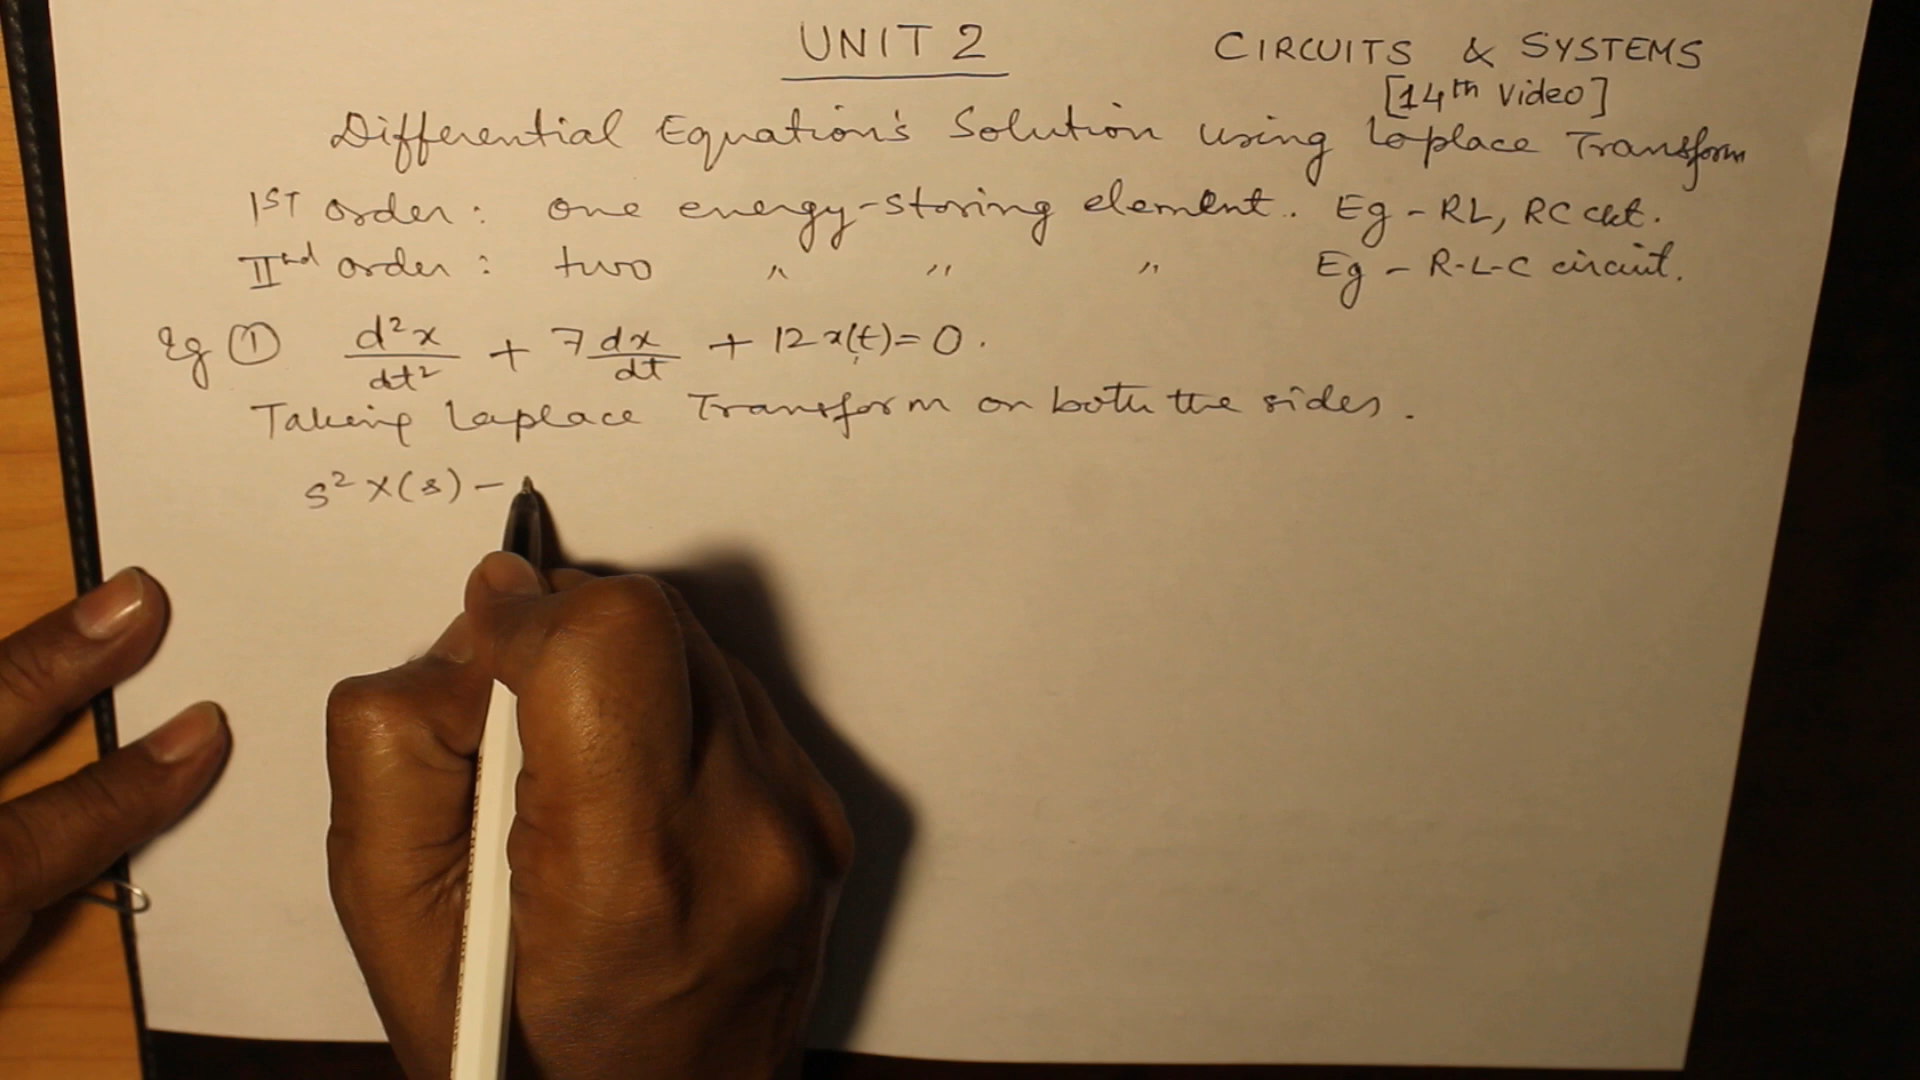 UNIT 2
CIRCUITS & SYSTEMS
[14th Video]
Differential Equation's Solution using Laplace Transform
1ST order : one energy-storing element. Eg - RL, RC ckt.
IInd order : two " " " Eg - R-L-C circuit.
Eg ① d²x/dt² + 7 dx/dt + 12 x(t) = 0.
Taking Laplace Transform on both the sides.
s² X(s) -